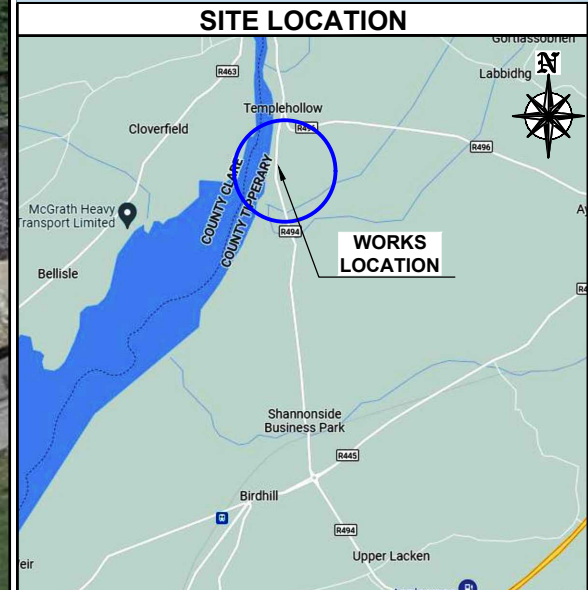 SITE LOCATION
Gortlassobhen
Labbidhg
N
R463
Templehollow
Cloverfield
R496
R496
McGrath Heavy
Transport Limited
COUNTY CLARE
COUNTY TIPPERARY
R494
WORKS
LOCATION
Bellisle
Shannonside
Business Park
R445
Birdhill
R494
Upper Lacken